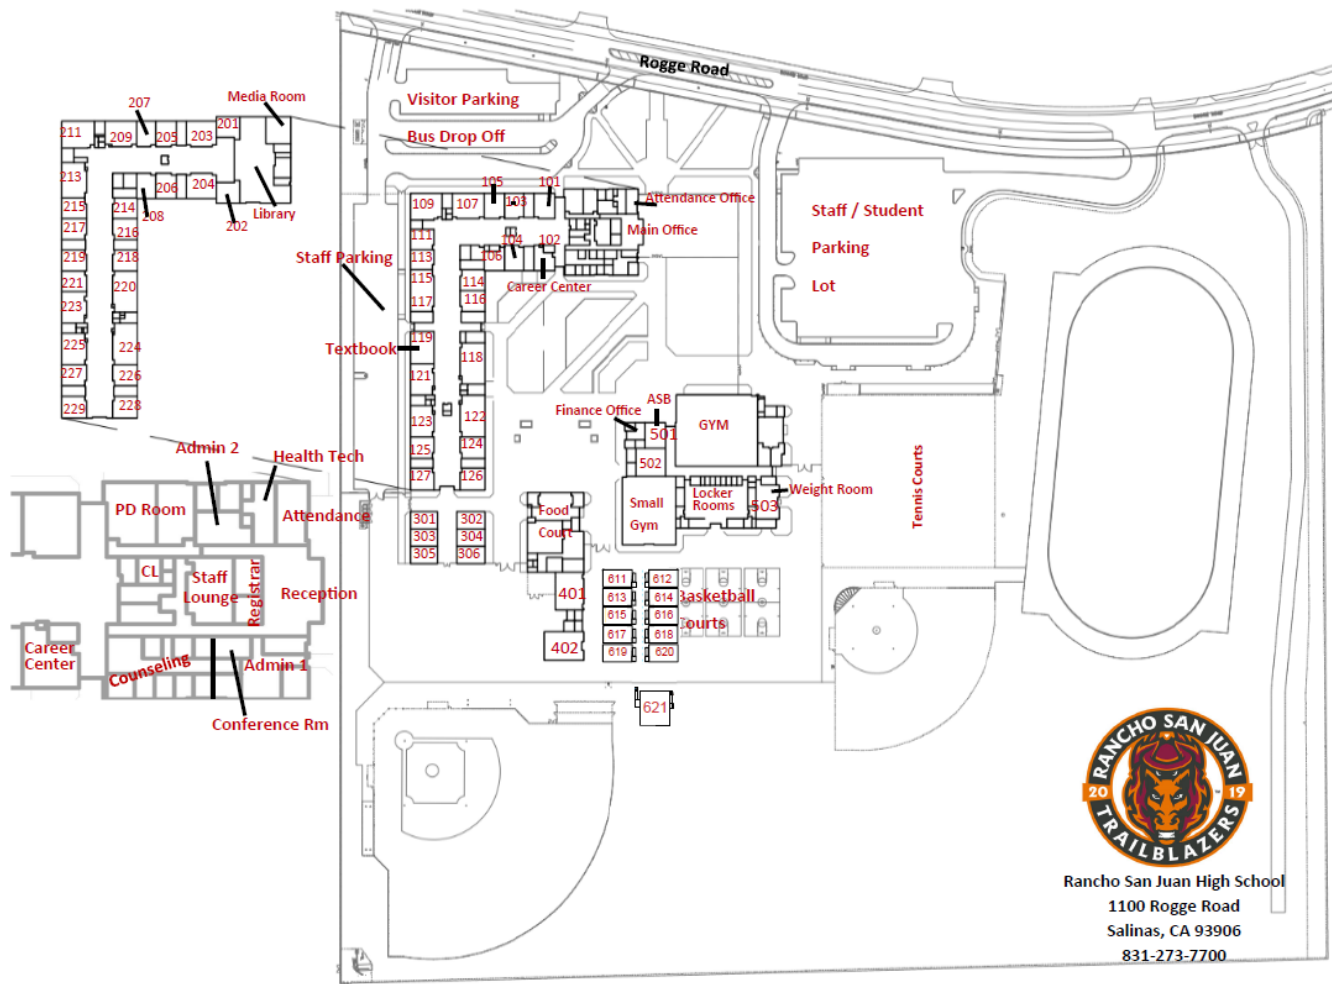 Rogge Road
Visitor Parking
Bus Drop Off
Media Room
207
201
211
209
205
203
213
206
204
215
214
208
202
Library
217
216
219
218
221
220
223
225
224
227
226
229
228
105
101
109
107
103
Attendance Office
Main Office
111
104
102
106
113
Career Center
Staff Parking
115
114
117
116
119
Textbook
118
121
123
122
125
124
127
126
Staff / Student
Parking
Lot
ASB
Finance Office
501
GYM
502
Small
Gym
Locker
Rooms
503
Weight Room
Tennis Courts
Admin 2
Health Tech
PD Room
Attendance
CL
Staff
Lounge
Registrar
Reception
Career
Center
Counseling
Admin 1
Conference Rm
301
302
303
304
305
306
Food
Court
401
402
611
612
613
614
615
616
617
618
619
620
Basketball
Courts
621
RANCHO SAN JUAN
20 19
TRAILBLAZERS
Rancho San Juan High School
1100 Rogge Road
Salinas, CA 93906
831-273-7700